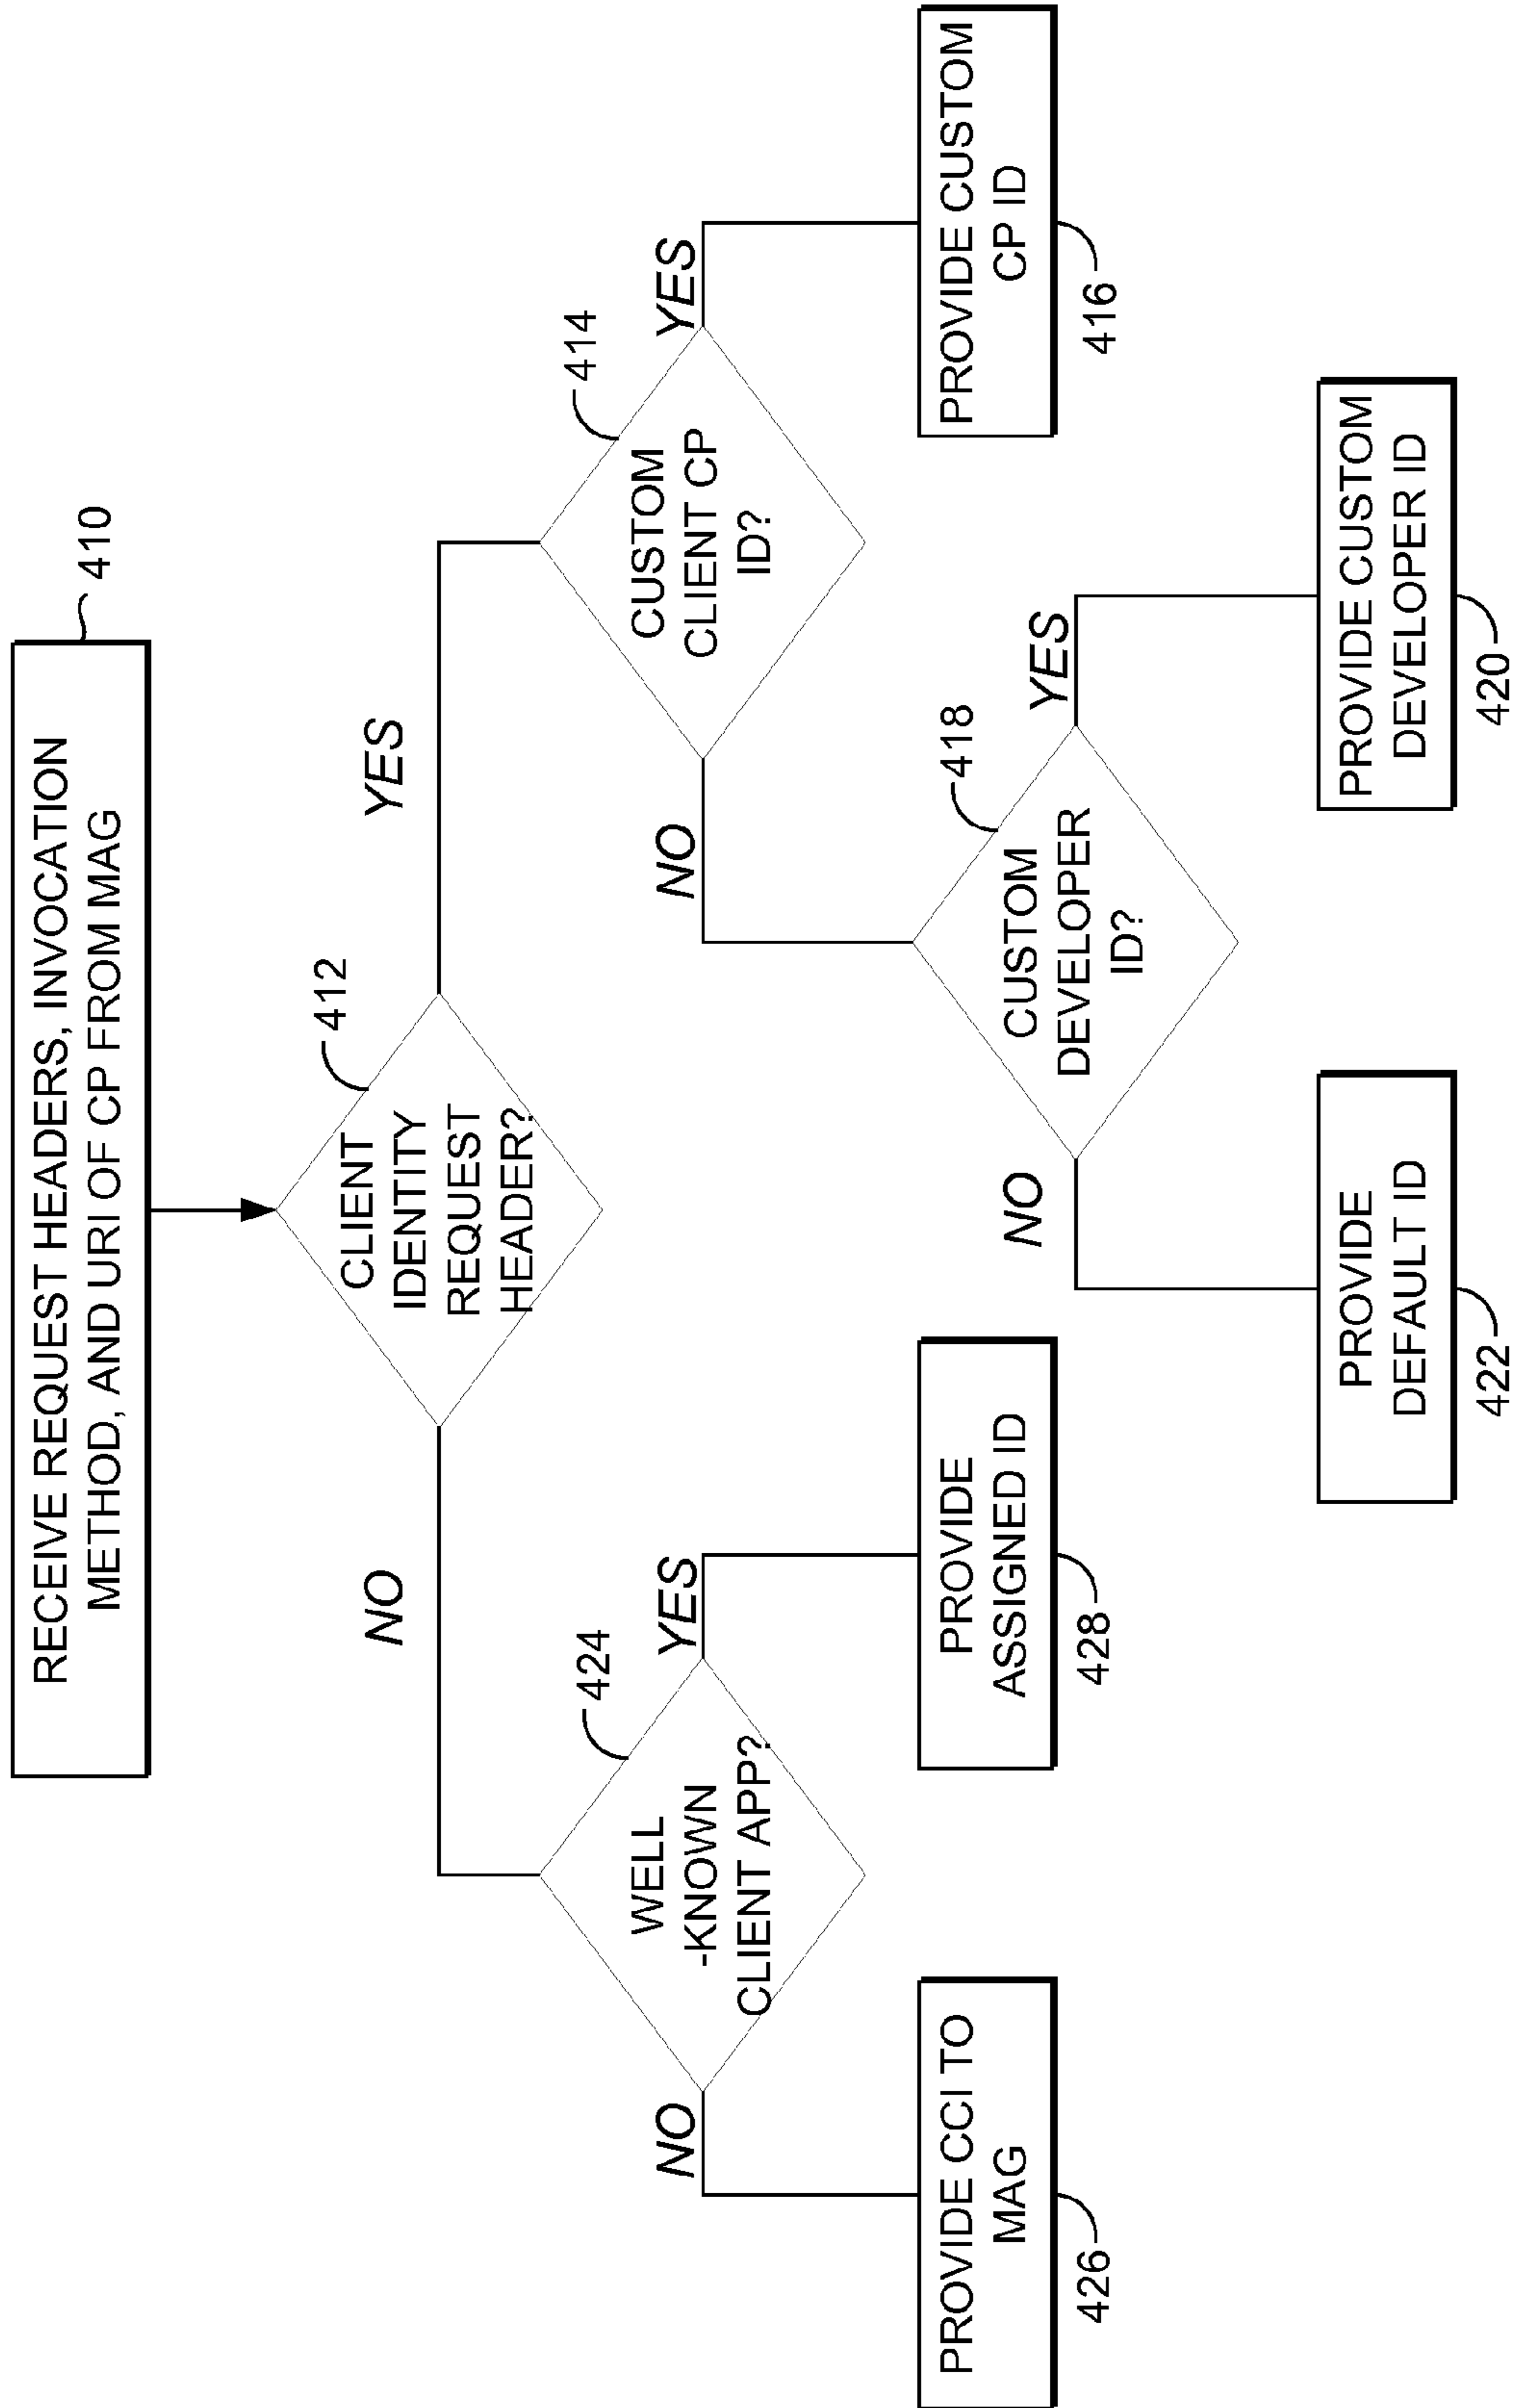 RECEIVE REQUEST HEADERS, INVOCATION
METHOD, AND URI OF CP FROM MAG
410
CLIENT
IDENTITY
REQUEST
HEADER?
412
NO
YES
WELL
-KNOWN
CLIENT APP?
424
CUSTOM
CLIENT CP
ID?
414
NO
YES
NO
YES
PROVIDE CCI TO
MAG
426
PROVIDE
ASSIGNED ID
428
CUSTOM
DEVELOPER
ID?
418
PROVIDE CUSTOM
CP ID
416
NO
YES
PROVIDE
DEFAULT ID
422
PROVIDE CUSTOM
DEVELOPER ID
420